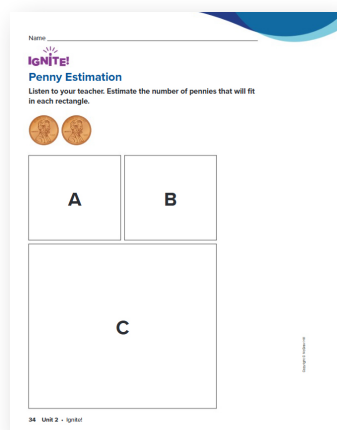 Name
IGNITE!
Penny Estimation
Listen to your teacher. Estimate the number of pennies that will fit
in each rectangle.
A
B
C
34 Unit 2 • Ignite!